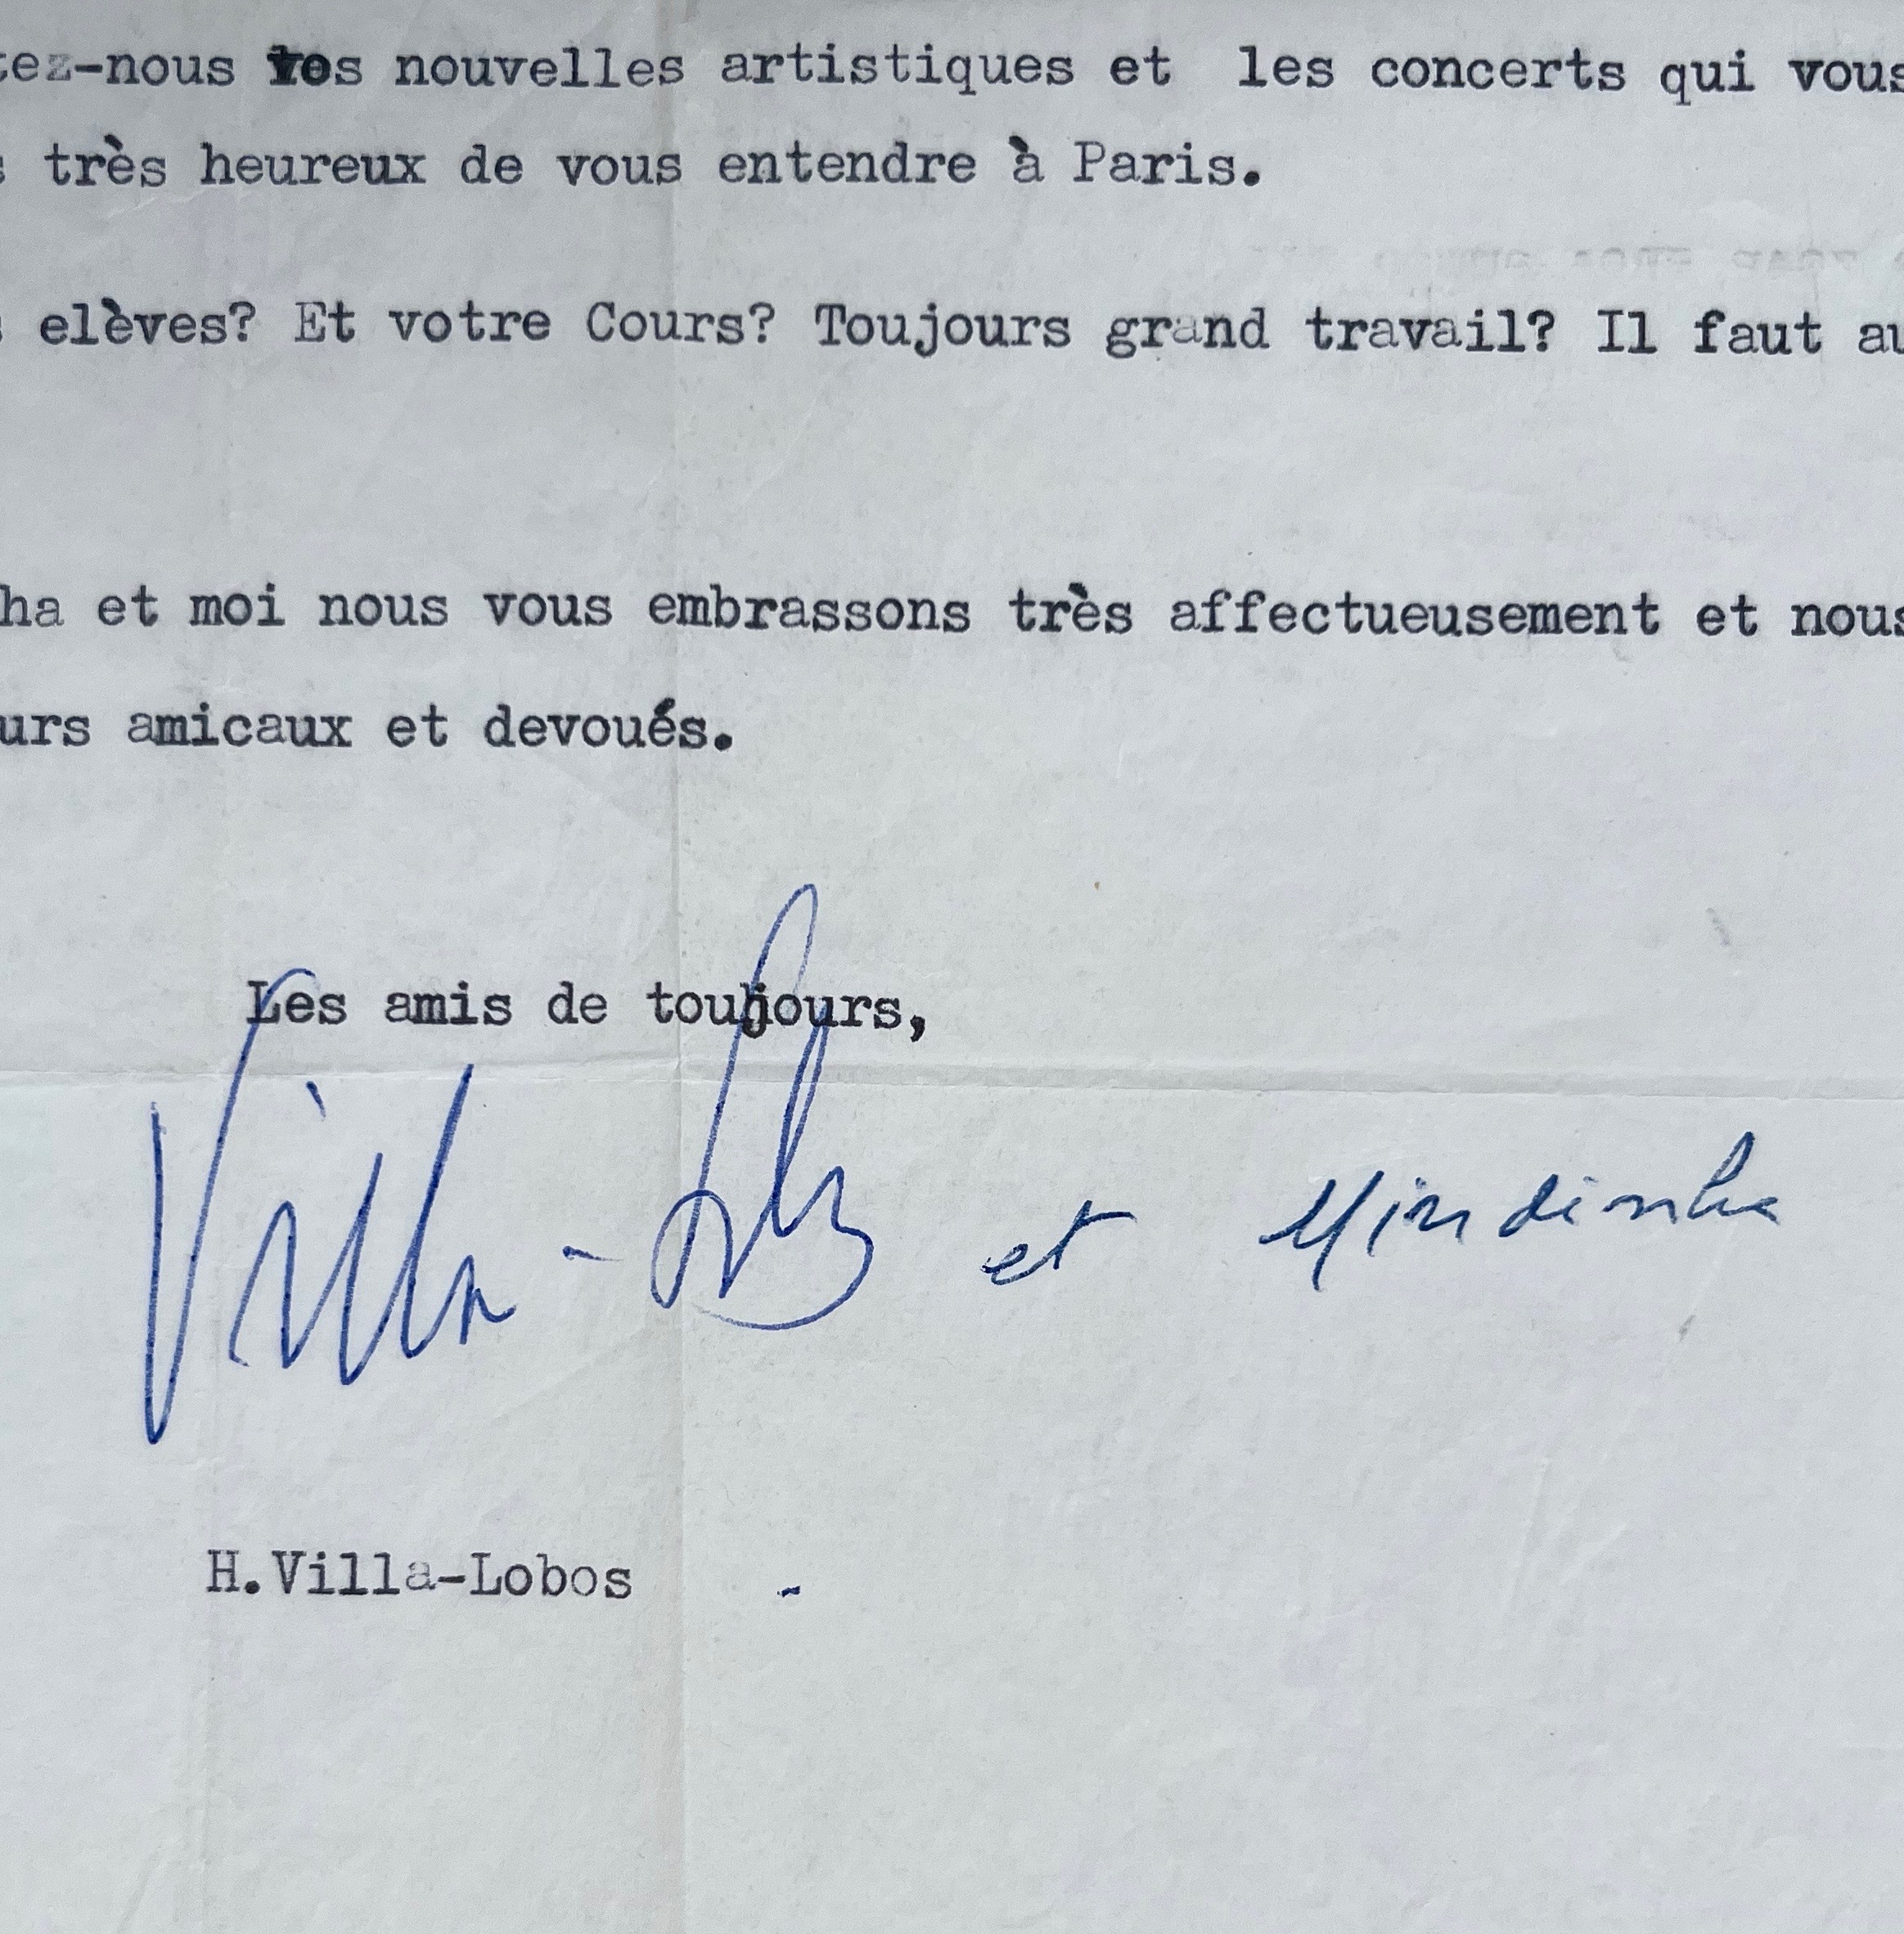 tez-nous vos nouvelles artistiques et les concerts qui vous
s très heureux de vous entendre à Paris.
s elèves? Et votre Cours? Toujours grand travail? Il faut au
ha et moi nous vous embrassons très affectueusement et nous
urs amicaux et devoués.
Les amis de toujours,
Villa-Lobos et Mindinha
H.Villa-Lobos -